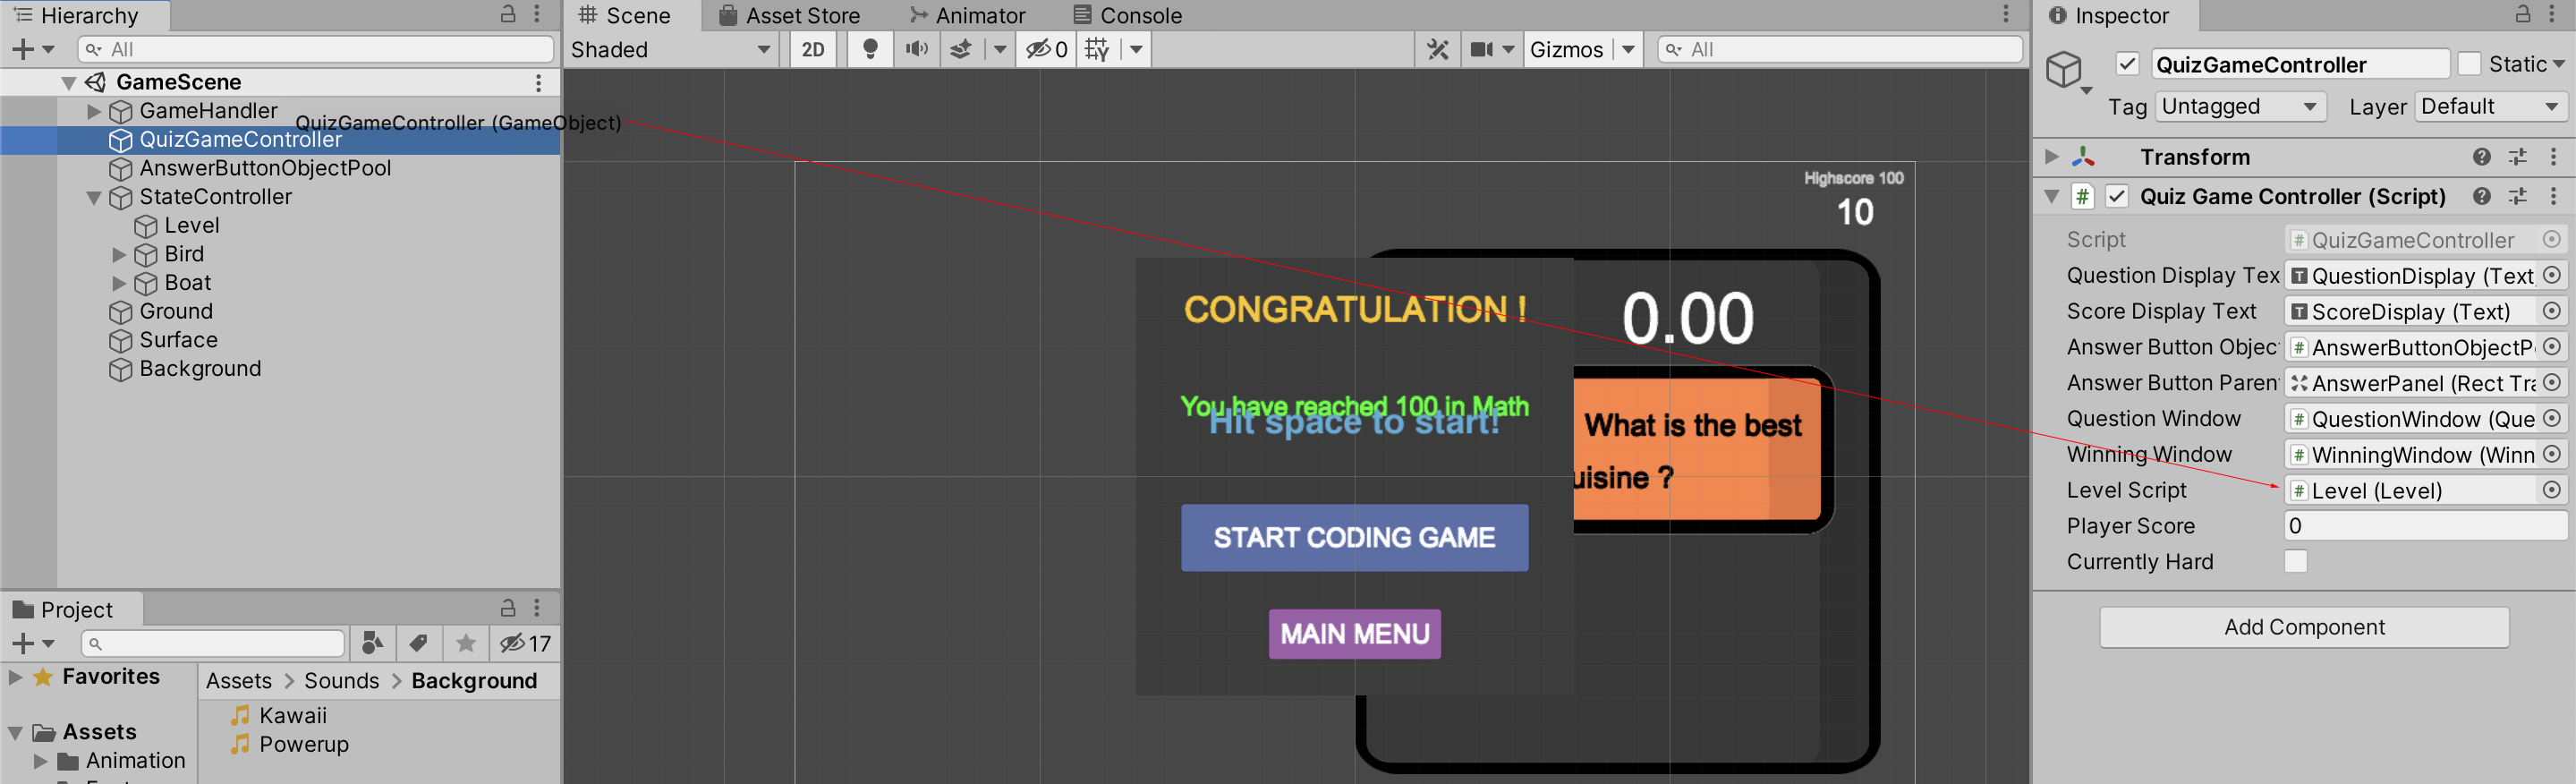 Hierarchy
All
GameScene
GameHandler
QuizGameController (GameObject)
QuizGameController
AnswerButtonObjectPool
StateController
Level
Bird
Boat
Ground
Surface
Background
Project
17
Favorites
Assets > Sounds > Background
Kawaii
Assets
Powerup
Animation
Scene
Asset Store
Animator
Console
Shaded
2D
0
Gizmos
All
Highscore 100
10
CONGRATULATION !
0.00
You have reached 100 in Math
Hit space to start!
What is the best
uisine ?
START CODING GAME
MAIN MENU
Inspector
QuizGameController
Static
Tag Untagged
Layer Default
Transform
Quiz Game Controller (Script)
Script QuizGameController
Question Display Tex QuestionDisplay (Text
Score Display Text ScoreDisplay (Text)
Answer Button Objec AnswerButtonObjectP
Answer Button Paren AnswerPanel (Rect Tra
Question Window QuestionWindow (Que
Winning Window WinningWindow (Winn
Level Script Level (Level)
Player Score 0
Currently Hard
Add Component